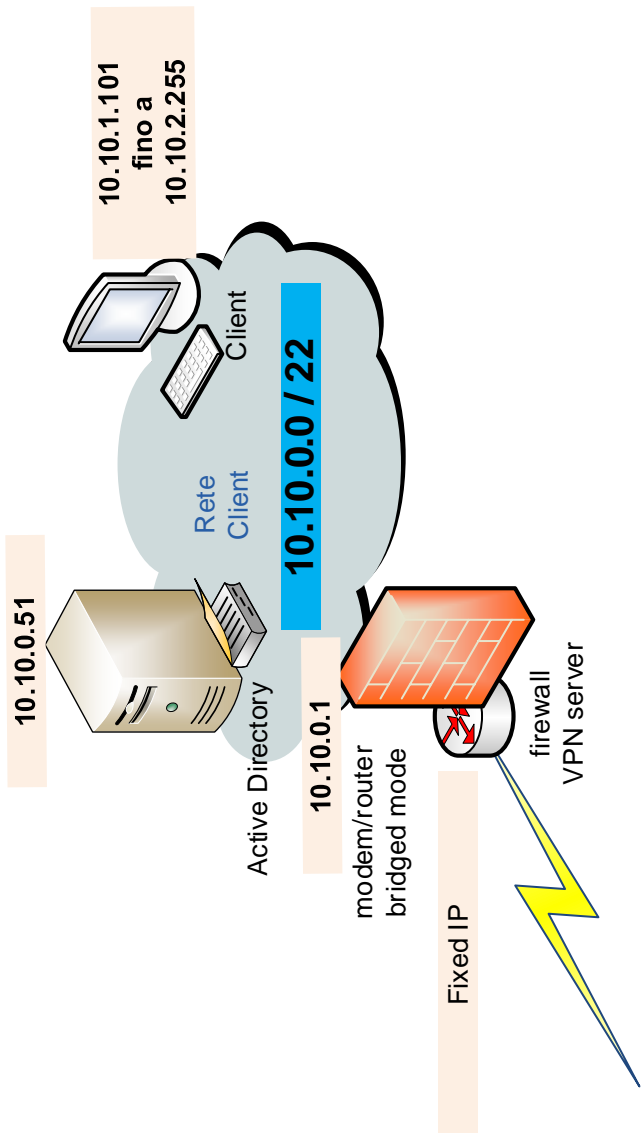 10.10.0.51
Active Directory
10.10.0.1
modem/router
bridged mode
Fixed IP
firewall
VPN server
Rete
Client
10.10.0.0 / 22
Client
10.10.1.101
fino a
10.10.2.255